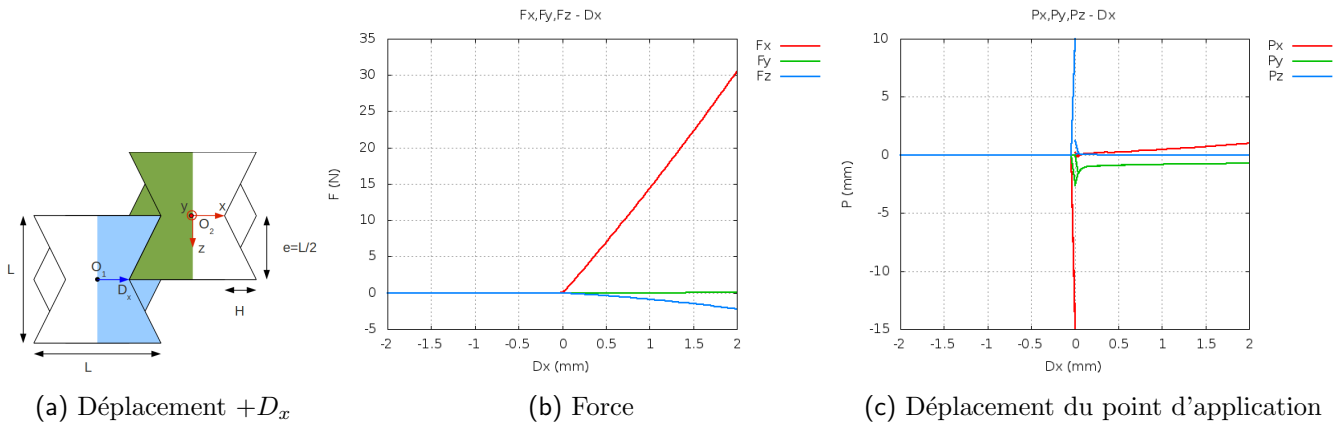 y
x
O2
z
e=L/2
L
O1
Dx
H
L
Fx,Fy,Fz - Dx
Fx
Fy
Fz
F (N)
35
30
25
20
15
10
5
0
-5
-2 -1.5 -1 -0.5 0 0.5 1 1.5 2
Dx (mm)
Px,Py,Pz - Dx
Px
Py
Pz
P (mm)
10
5
0
-5
-10
-15
-2 -1.5 -1 -0.5 0 0.5 1 1.5 2
Dx (mm)
(a) Déplacement +Dx
(b) Force
(c) Déplacement du point d'application